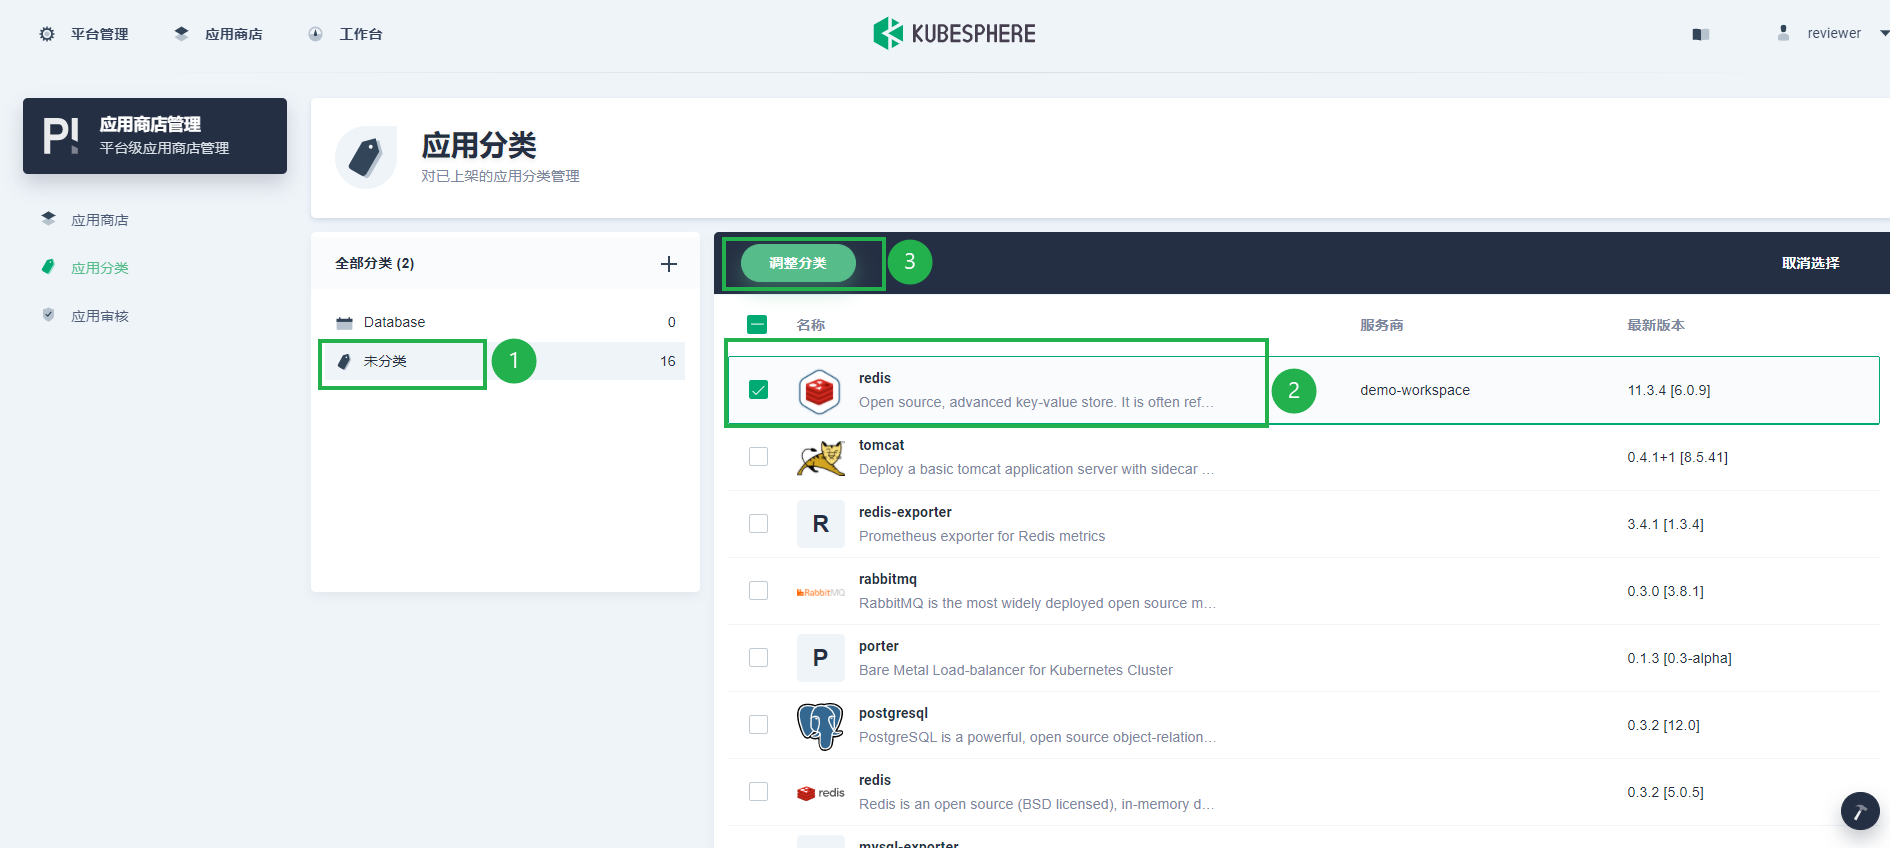 平台管理
应用商店
工作台
KUBESPHERE
reviewer
P!
应用商店管理
平台级应用商店管理
应用商店
应用分类
应用审核
应用分类
对已上架的应用分类管理
全部分类 (2)
Database 0
未分类 16
1
调整分类
3
取消选择
名称 服务商 最新版本
redis
Open source, advanced key-value store. It is often ref...
demo-workspace
11.3.4 [6.0.9]
2
tomcat
Deploy a basic tomcat application server with sidecar ...
0.4.1+1 [8.5.41]
R
redis-exporter
Prometheus exporter for Redis metrics
3.4.1 [1.3.4]
RabbitMQ
rabbitmq
RabbitMQ is the most widely deployed open source m...
0.3.0 [3.8.1]
P
porter
Bare Metal Load-balancer for Kubernetes Cluster
0.1.3 [0.3-alpha]
postgresql
PostgreSQL is a powerful, open source object-relation...
0.3.2 [12.0]
redis
redis
Redis is an open source (BSD licensed), in-memory d...
0.3.2 [5.0.5]
mysql-exporter